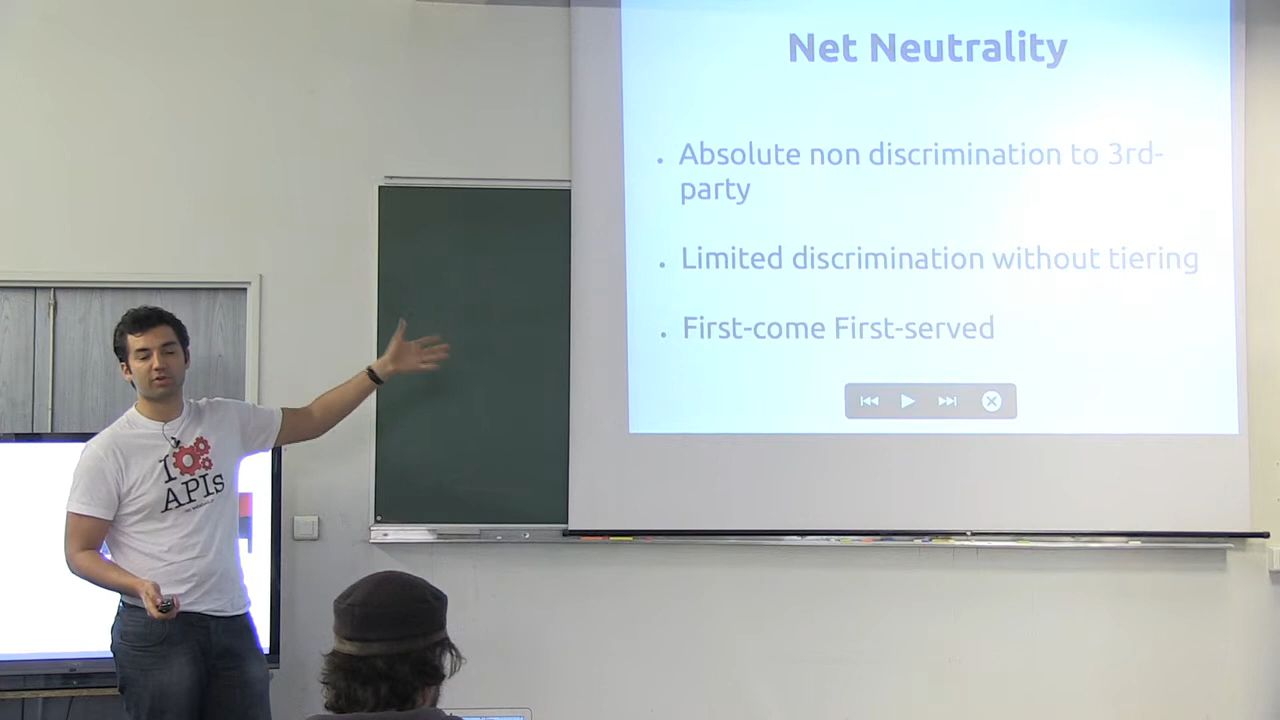 Net Neutrality
• Absolute non discrimination to 3rd-
party
• Limited discrimination without tiering
• First-come First-served
I
APIs